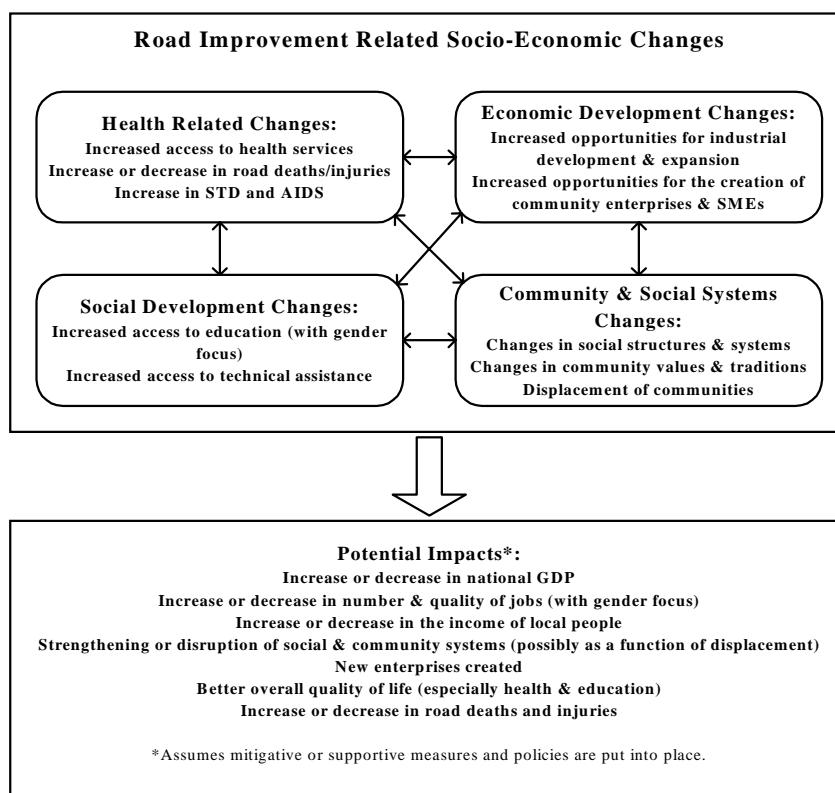 Road Improvement Related Socio-Economic Changes
Health Related Changes:
Increased access to health services
Increase or decrease in road deaths/injuries
Increase in STD and AIDS
Economic Development Changes:
Increased opportunities for industrial
development & expansion
Increased opportunities for the creation of
community enterprises & SMEs
Social Development Changes:
Increased access to education (with gender
focus)
Increased access to technical assistance
Community & Social Systems
Changes:
Changes in social structures & systems
Changes in community values & traditions
Displacement of communities
Potential Impacts*:
Increase or decrease in national GDP
Increase or decrease in number & quality of jobs (with gender focus)
Increase or decrease in the income of local people
Strengthening or disruption of social & community systems (possibly as a function of displacement)
New enterprises created
Better overall quality of life (especially health & education)
Increase or decrease in road deaths and injuries
*Assumes mitigative or supportive measures and policies are put into place.